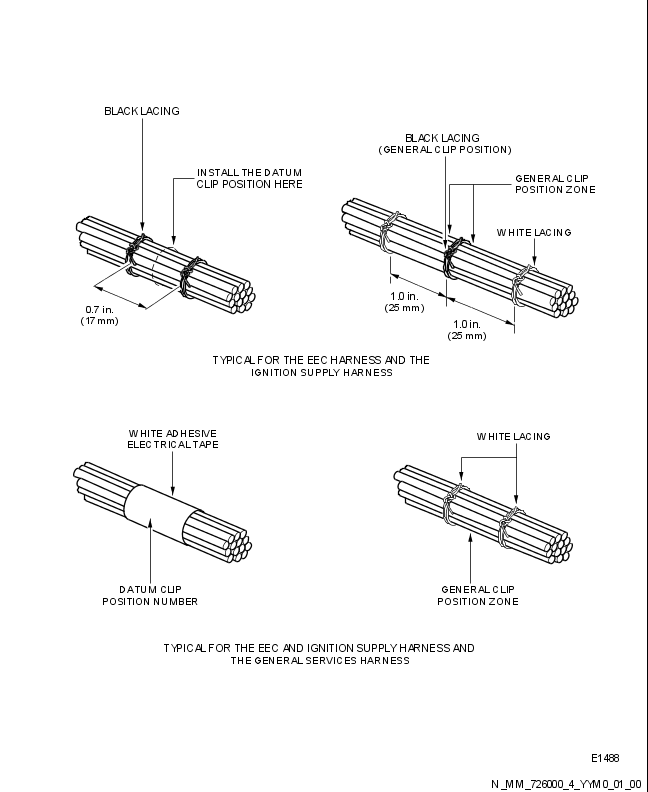 BLACK LACING
INSTALL THE DATUM
CLIP POSITION HERE
0.7 in.
(17 mm)
BLACK LACING
(GENERAL CLIP POSITION)
GENERAL CLIP
POSITION ZONE
WHITE LACING
1.0 in.
(25 mm)
1.0 in.
(25 mm)
TYPICAL FOR THE EEC HARNESS AND THE
IGNITION SUPPLY HARNESS
WHITE ADHESIVE
ELECTRICAL TAPE
DATUM CLIP
POSITION NUMBER
WHITE LACING
GENERAL CLIP
POSITION ZONE
TYPICAL FOR THE EEC AND IGNITION SUPPLY HARNESS AND
THE GENERAL SERVICES HARNESS
E1488
N_MM_726000_4_YYM0_01_00